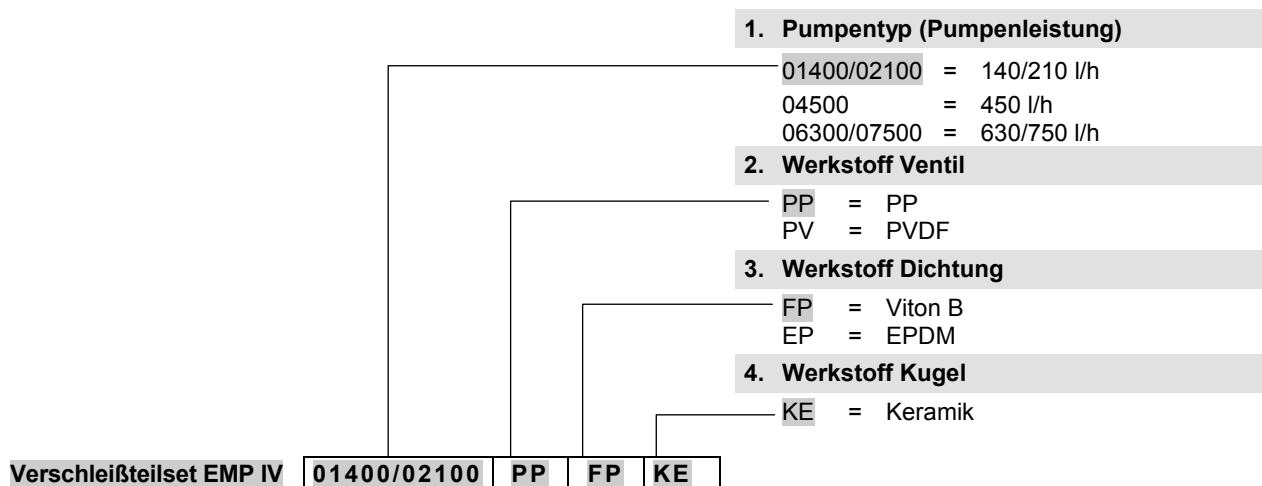 1. Pumpentyp (Pumpenleistung)
01400/02100 = 140/210 l/h
04500 = 450 l/h
06300/07500 = 630/750 l/h
2. Werkstoff Ventil
PP = PP
PV = PVDF
3. Werkstoff Dichtung
FP = Viton B
EP = EPDM
4. Werkstoff Kugel
KE = Keramik
Verschleißteilset EMP IV 01400/02100 PP FP KE